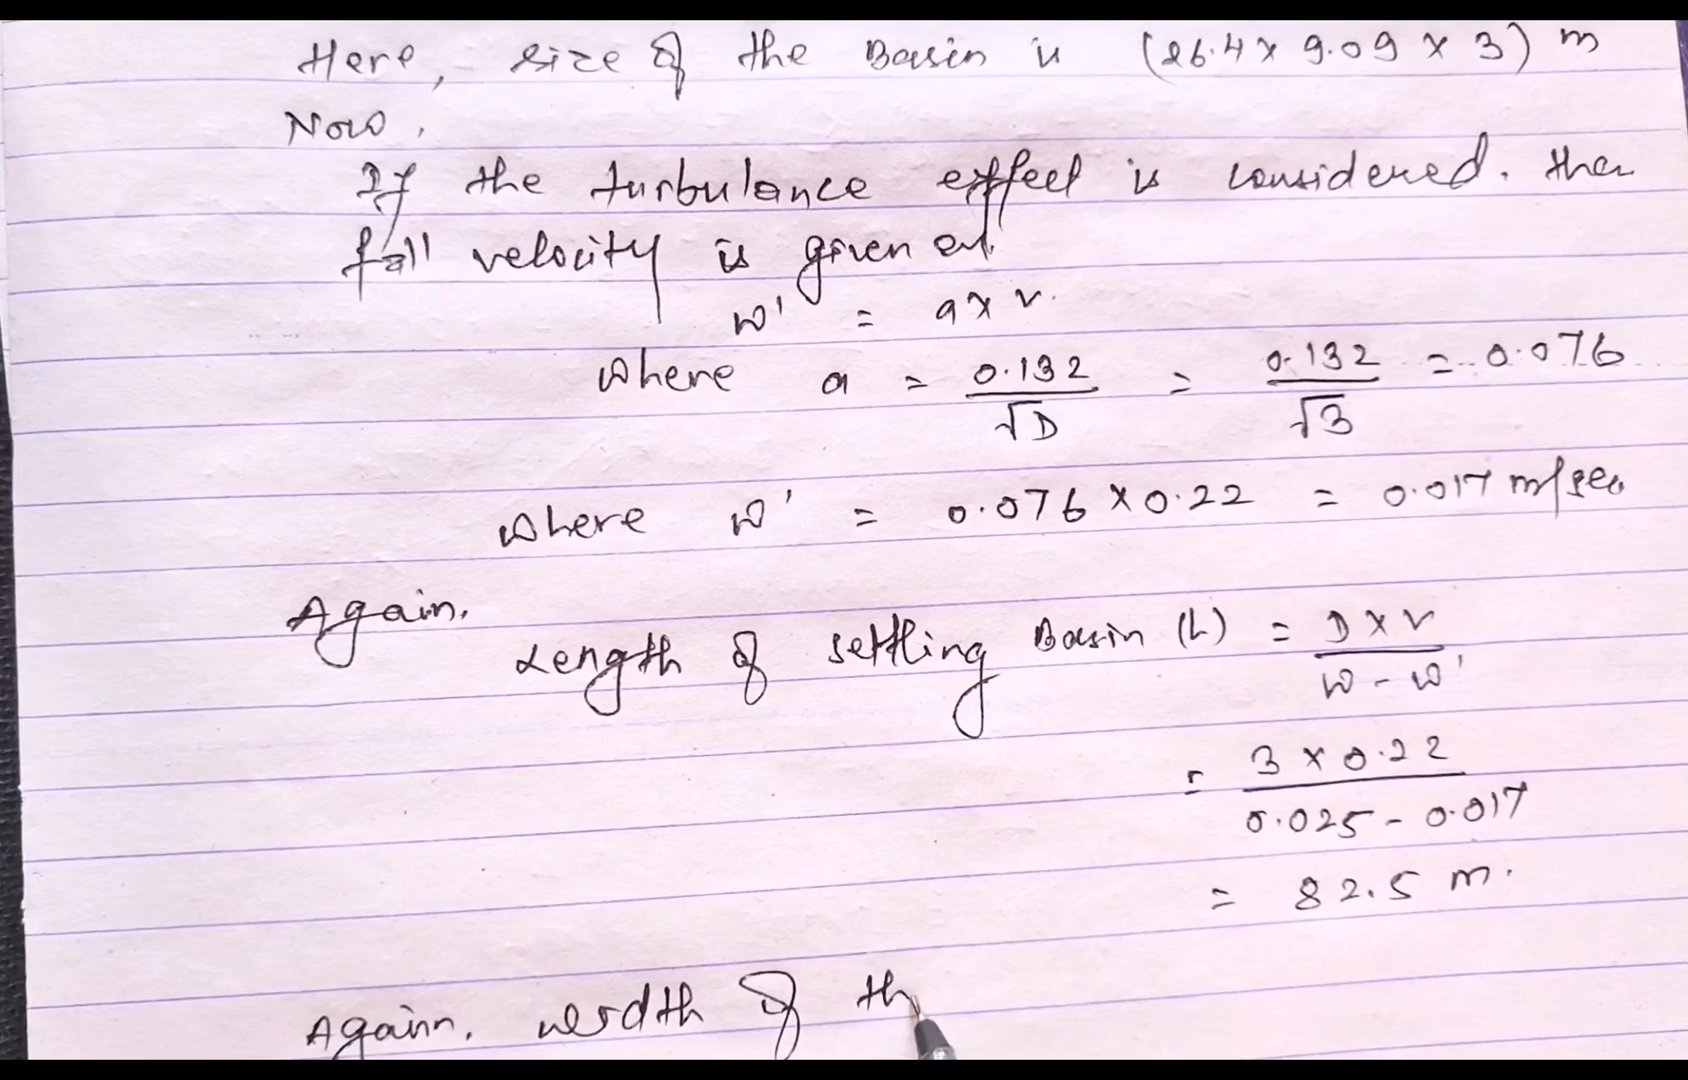 Here, size of the Basin is (26.4 x 9.09 x 3) m
Now,
If the turbulance effect is considered. then
fall velocity is given as
w' = a x v.
where a = 0.132/√D = 0.132/√3 = 0.076
where w' = 0.076 x 0.22 = 0.017 m/sec
Again.
Length of settling Basin (L) = D x v / w - w'
= 3 x 0.22 / 0.025 - 0.017
= 82.5 m.
Again, width of th